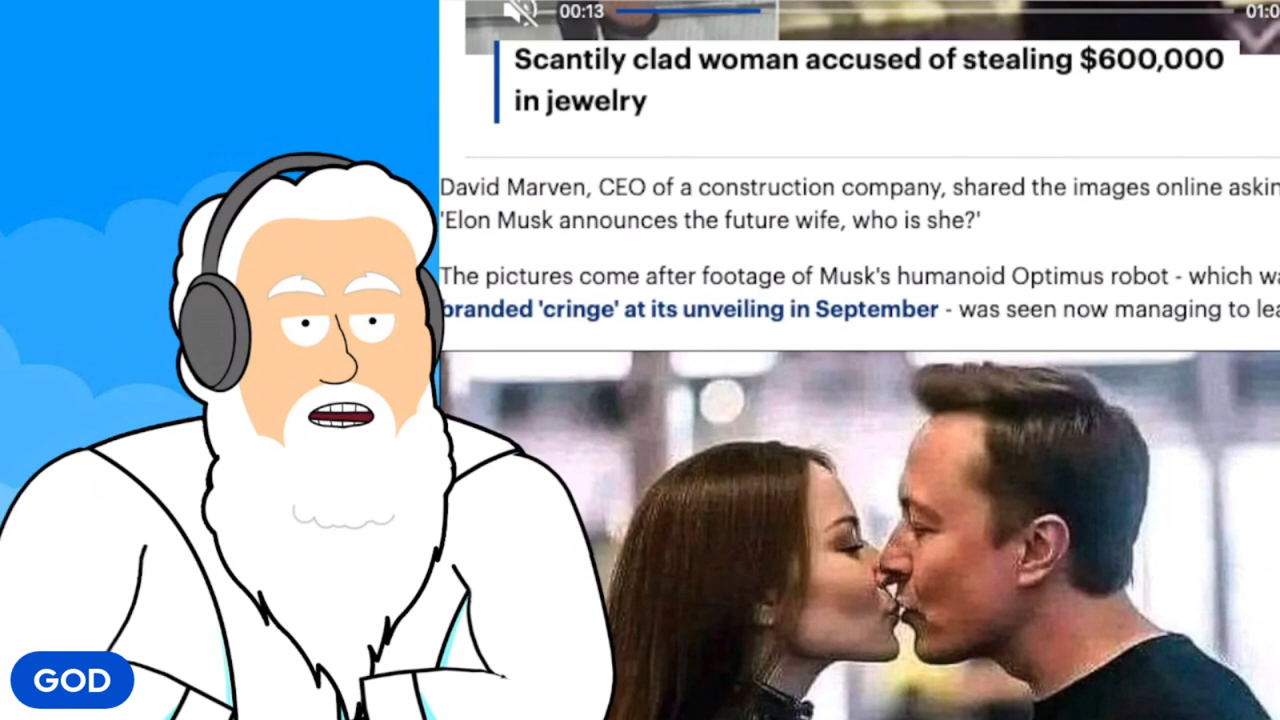 00:13
01:0
Scantily clad woman accused of stealing $600,000
in jewelry
David Marven, CEO of a construction company, shared the images online askin
'Elon Musk announces the future wife, who is she?'
The pictures come after footage of Musk's humanoid Optimus robot - which wa
branded 'cringe' at its unveiling in September - was seen now managing to lea
GOD